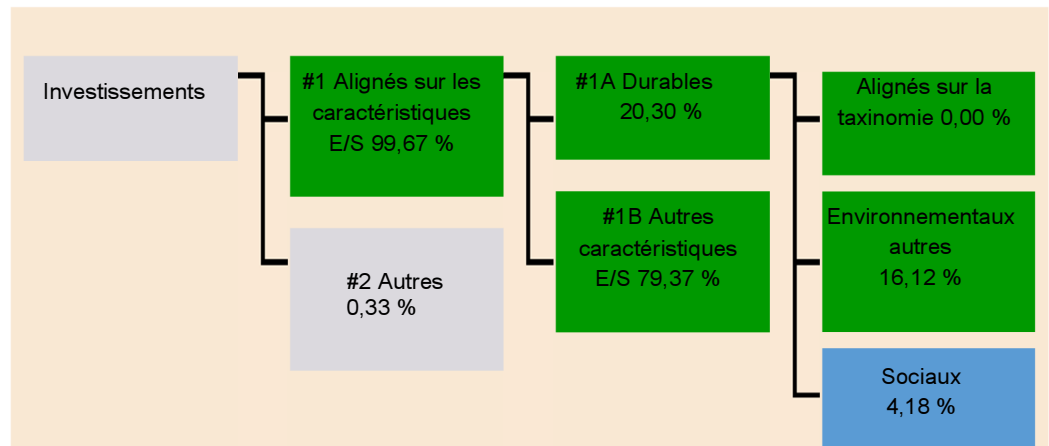 Investissements
#1 Alignés sur les
caractéristiques
E/S 99,67 %
#2 Autres
0,33 %
#1A Durables
20,30 %
#1B Autres
caractéristiques
E/S 79,37 %
Alignés sur la
taxinomie 0,00 %
Environnementaux
autres
16,12 %
Sociaux
4,18 %